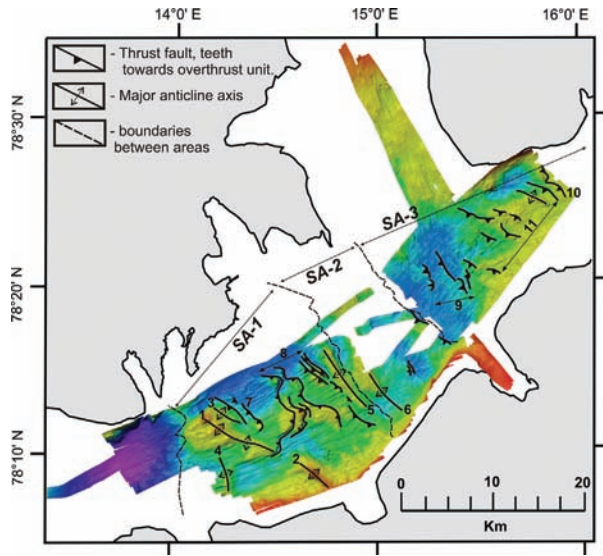 14°0' E
15°0' E
16°0' E
- Thrust fault, teeth
towards overthrust unit.
- Major anticline axis
- boundaries
between areas
78°30' N
78°20' N
78°10' N
SA-3
SA-2
SA-1
10
11
9
8
3
7
5
6
4
2
0
10
20
Km